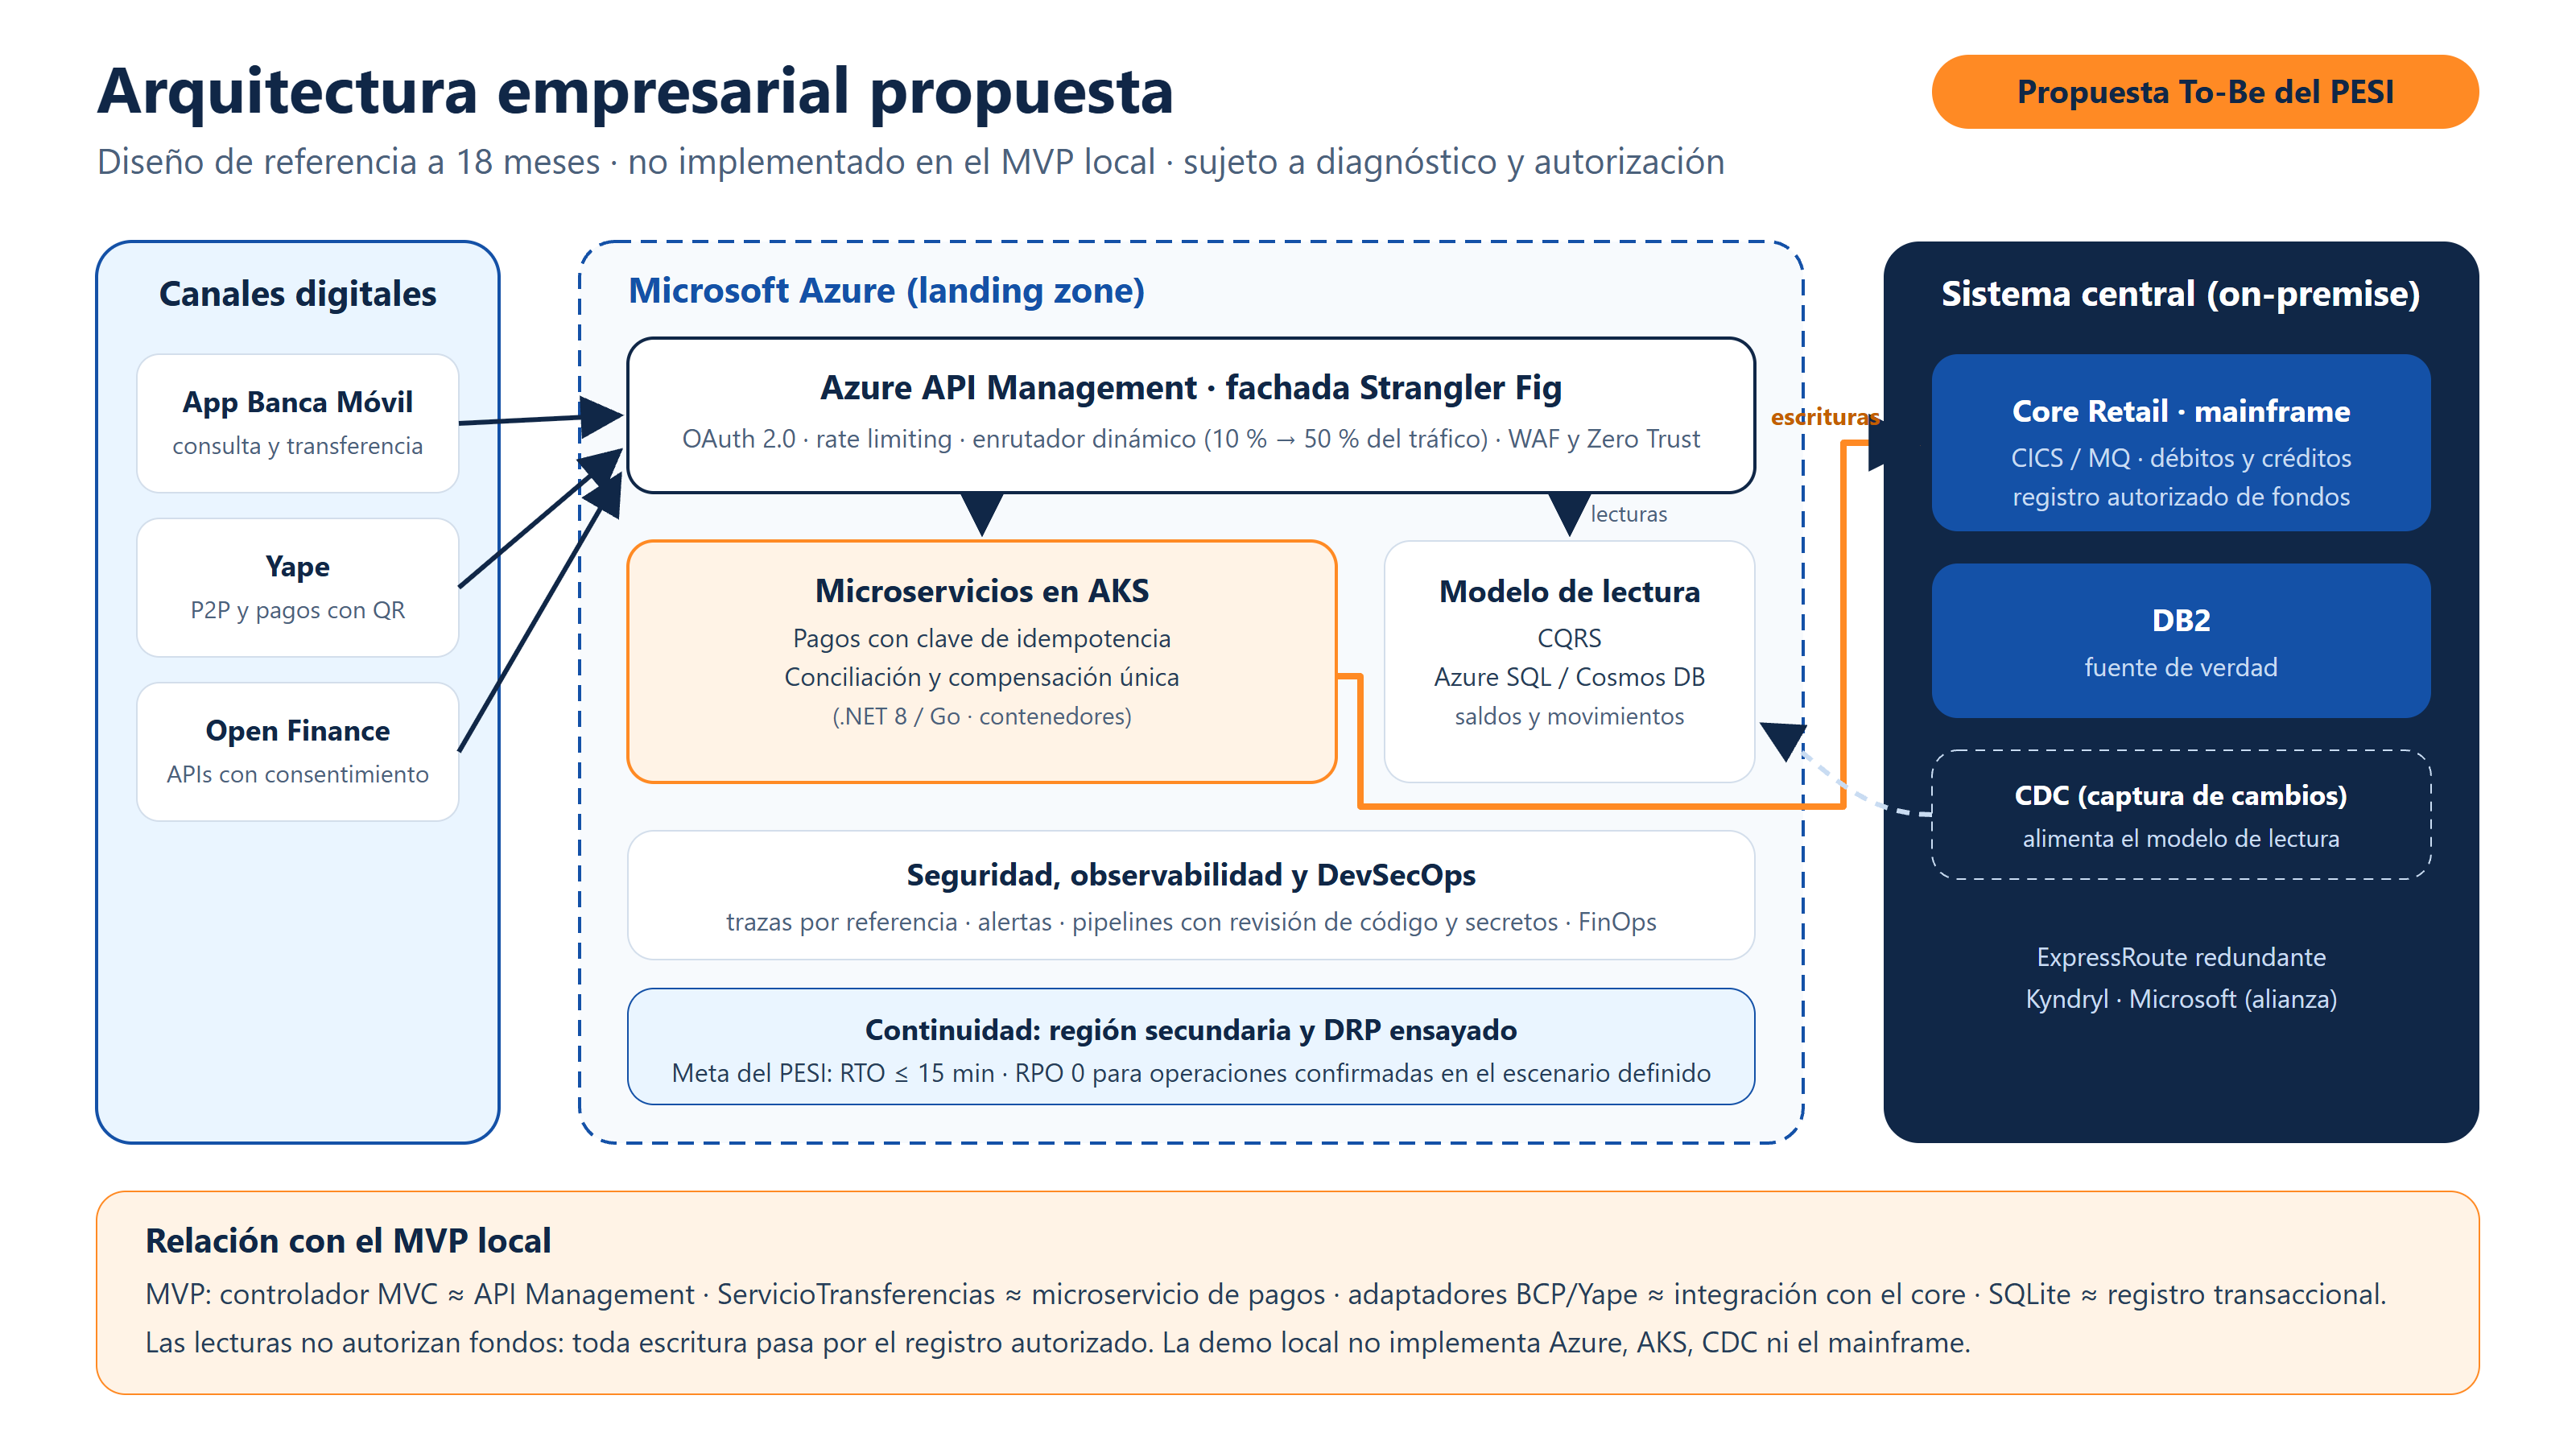 Arquitectura empresarial propuesta
Propuesta To-Be del PESI
Diseño de referencia a 18 meses · no implementado en el MVP local · sujeto a diagnóstico y autorización
Canales digitales
App Banca Móvil
consulta y transferencia
Yape
P2P y pagos con QR
Open Finance
APIs con consentimiento
Microsoft Azure (landing zone)
Azure API Management · fachada Strangler Fig
OAuth 2.0 · rate limiting · enrutador dinámico (10 % → 50 % del tráfico) · WAF y Zero Trust
escrituras
lecturas
Microservicios en AKS
Pagos con clave de idempotencia
Conciliación y compensación única
(.NET 8 / Go · contenedores)
Modelo de lectura
CQRS
Azure SQL / Cosmos DB
saldos y movimientos
Seguridad, observabilidad y DevSecOps
trazas por referencia · alertas · pipelines con revisión de código y secretos · FinOps
Continuidad: región secundaria y DRP ensayado
Meta del PESI: RTO ≤ 15 min · RPO 0 para operaciones confirmadas en el escenario definido
Sistema central (on-premise)
Core Retail · mainframe
CICS / MQ · débitos y créditos
registro autorizado de fondos
DB2
fuente de verdad
CDC (captura de cambios)
alimenta el modelo de lectura
ExpressRoute redundante
Kyndryl · Microsoft (alianza)
Relación con el MVP local
MVP: controlador MVC ≈ API Management · ServicioTransferencias ≈ microservicio de pagos · adaptadores BCP/Yape ≈ integración con el core · SQLite ≈ registro transaccional.
Las lecturas no autorizan fondos: toda escritura pasa por el registro autorizado. La demo local no implementa Azure, AKS, CDC ni el mainframe.